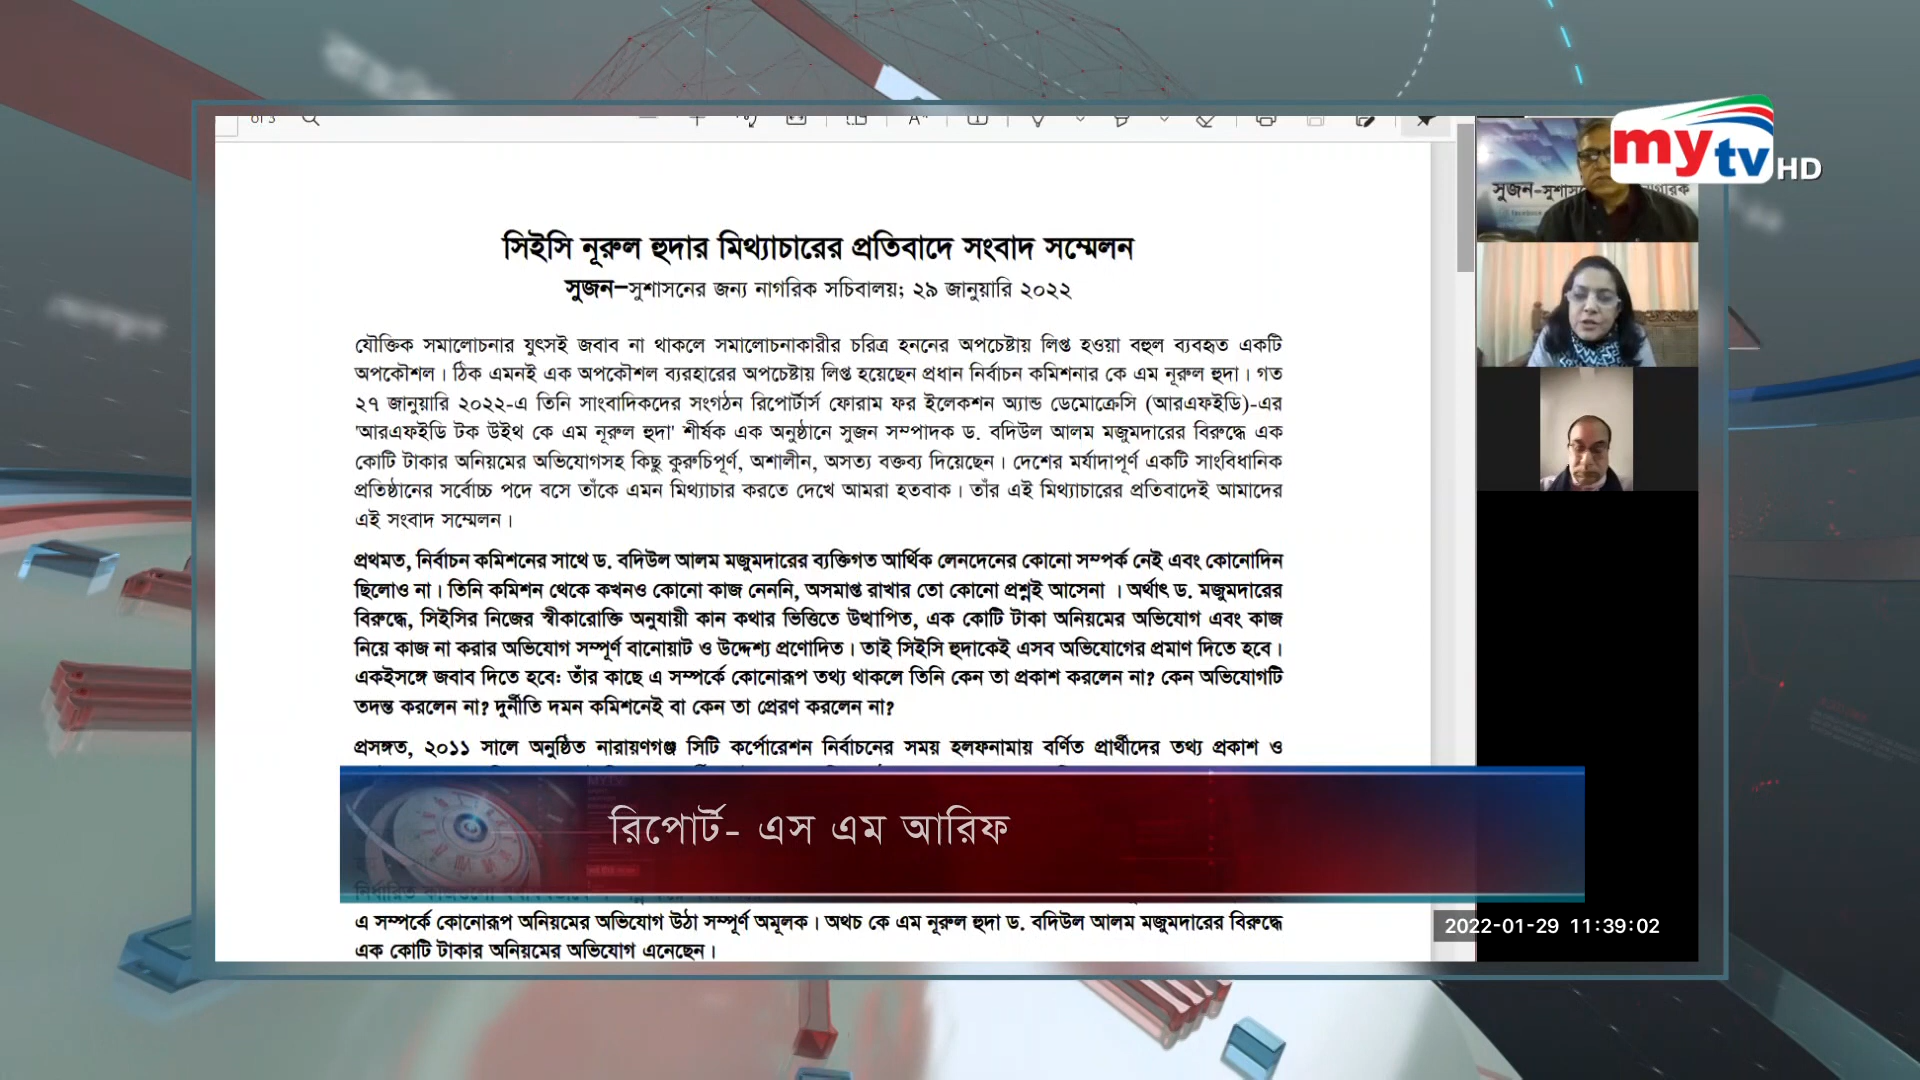 of 3
my tv HD
সুজন-সুশাস
facebook
সিইসি নূরুল হুদার মিথ্যাচারের প্রতিবাদে সংবাদ সম্মেলন
সুজন–সুশাসনের জন্য নাগরিক সচিবালয়; ২৯ জানুয়ারি ২০২২
যৌক্তিক সমালোচনার যুৎসই জবাব না থাকলে সমালোচনাকারীর চরিত্র হননের অপচেষ্টায় লিপ্ত হওয়া বহুল ব্যবহৃত একটি
অপকৌশল। ঠিক এমনই এক অপকৌশল ব্যরহারের অপচেষ্টায় লিপ্ত হয়েছেন প্রধান নির্বাচন কমিশনার কে এম নূরুল হুদা। গত
২৭ জানুয়ারি ২০২২-এ তিনি সাংবাদিকদের সংগঠন রিপোর্টার্স ফোরাম ফর ইলেকশন অ্যান্ড ডেমোক্রেসি (আরএফইডি)-এর
'আরএফইডি টক উইথ কে এম নূরুল হুদা' শীর্ষক এক অনুষ্ঠানে সুজন সম্পাদক ড. বদিউল আলম মজুমদারের বিরুদ্ধে এক
কোটি টাকার অনিয়মের অভিযোগসহ কিছু কুরুচিপূর্ণ, অশালীন, অসত্য বক্তব্য দিয়েছেন। দেশের মর্যাদাপূর্ণ একটি সাংবিধানিক
প্রতিষ্ঠানের সর্বোচ্চ পদে বসে তাঁকে এমন মিথ্যাচার করতে দেখে আমরা হতবাক। তাঁর এই মিথ্যাচারের প্রতিবাদেই আমাদের
এই সংবাদ সম্মেলন।
প্রথমত, নির্বাচন কমিশনের সাথে ড. বদিউল আলম মজুমদারের ব্যক্তিগত আর্থিক লেনদেনের কোনো সম্পর্ক নেই এবং কোনোদিন
ছিলোও না। তিনি কমিশন থেকে কখনও কোনো কাজ নেননি, অসমাপ্ত রাখার তো কোনো প্রশ্নই আসেনা । অর্থাৎ ড. মজুমদারের
বিরুদ্ধে, সিইসির নিজের স্বীকারোক্তি অনুযায়ী কান কথার ভিত্তিতে উত্থাপিত, এক কোটি টাকা অনিয়মের অভিযোগ এবং কাজ
নিয়ে কাজ না করার অভিযোগ সম্পূর্ণ বানোয়াট ও উদ্দেশ্য প্রণোদিত। তাই সিইসি হুদাকেই এসব অভিযোগের প্রমাণ দিতে হবে।
একইসঙ্গে জবাব দিতে হবে: তাঁর কাছে এ সম্পর্কে কোনোরূপ তথ্য থাকলে তিনি কেন তা প্রকাশ করলেন না? কেন অভিযোগটি
তদন্ত করলেন না? দুর্নীতি দমন কমিশনেই বা কেন তা প্রেরণ করলেন না?
প্রসঙ্গত, ২০১১ সালে অনুষ্ঠিত নারায়ণগঞ্জ সিটি কর্পোরেশন নির্বাচনের সময় হলফনামায় বর্ণিত প্রার্থীদের তথ্য প্রকাশ ও
রিপোর্ট- এস এম আরিফ
এ সম্পর্কে কোনোরূপ অনিয়মের অভিযোগ উঠা সম্পূর্ণ অমূলক। অথচ কে এম নূরুল হুদা ড. বদিউল আলম মজুমদারের বিরুদ্ধে
এক কোটি টাকার অনিয়মের অভিযোগ এনেছেন।
2022-01-29 11:39:02